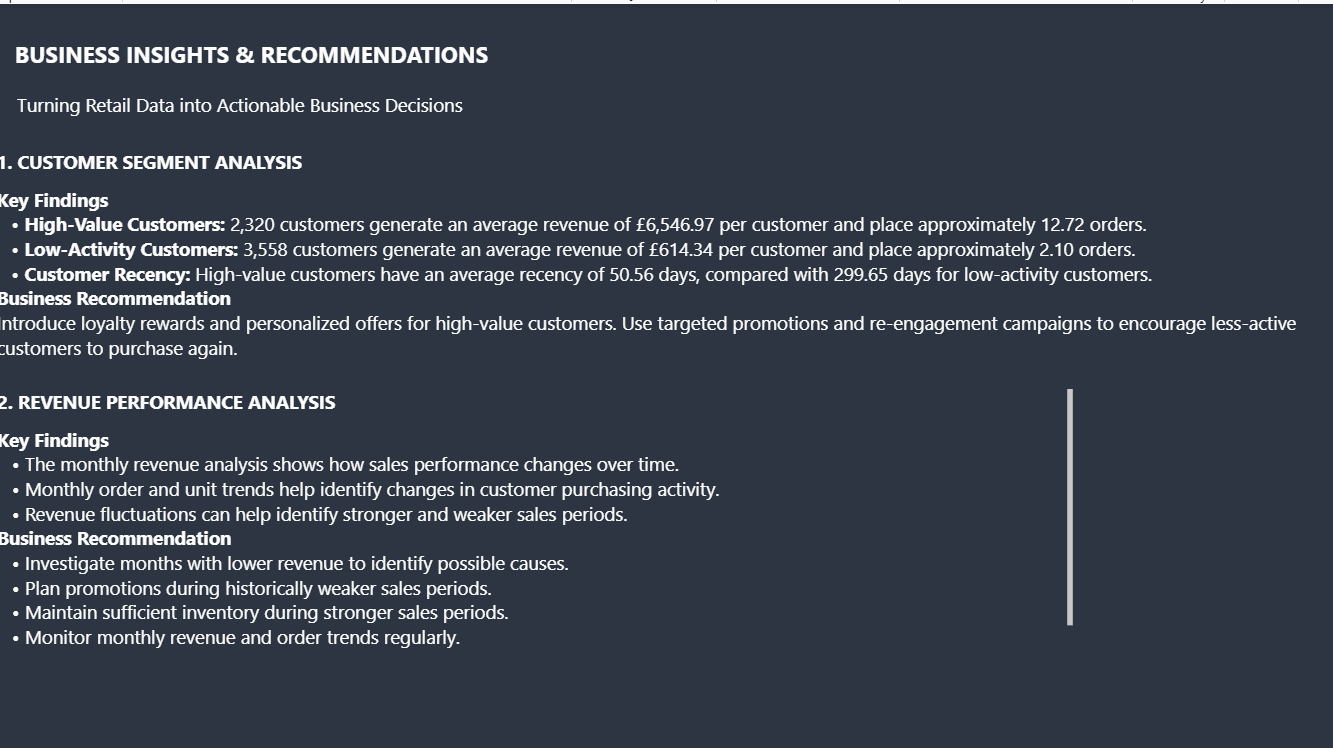 BUSINESS INSIGHTS & RECOMMENDATIONS
Turning Retail Data into Actionable Business Decisions
1. CUSTOMER SEGMENT ANALYSIS
Key Findings
• High-Value Customers: 2,320 customers generate an average revenue of £6,546.97 per customer and place approximately 12.72 orders.
• Low-Activity Customers: 3,558 customers generate an average revenue of £614.34 per customer and place approximately 2.10 orders.
• Customer Recency: High-value customers have an average recency of 50.56 days, compared with 299.65 days for low-activity customers.
Business Recommendation
Introduce loyalty rewards and personalized offers for high-value customers. Use targeted promotions and re-engagement campaigns to encourage less-active
customers to purchase again.
2. REVENUE PERFORMANCE ANALYSIS
Key Findings
• The monthly revenue analysis shows how sales performance changes over time.
• Monthly order and unit trends help identify changes in customer purchasing activity.
• Revenue fluctuations can help identify stronger and weaker sales periods.
Business Recommendation
• Investigate months with lower revenue to identify possible causes.
• Plan promotions during historically weaker sales periods.
• Maintain sufficient inventory during stronger sales periods.
• Monitor monthly revenue and order trends regularly.